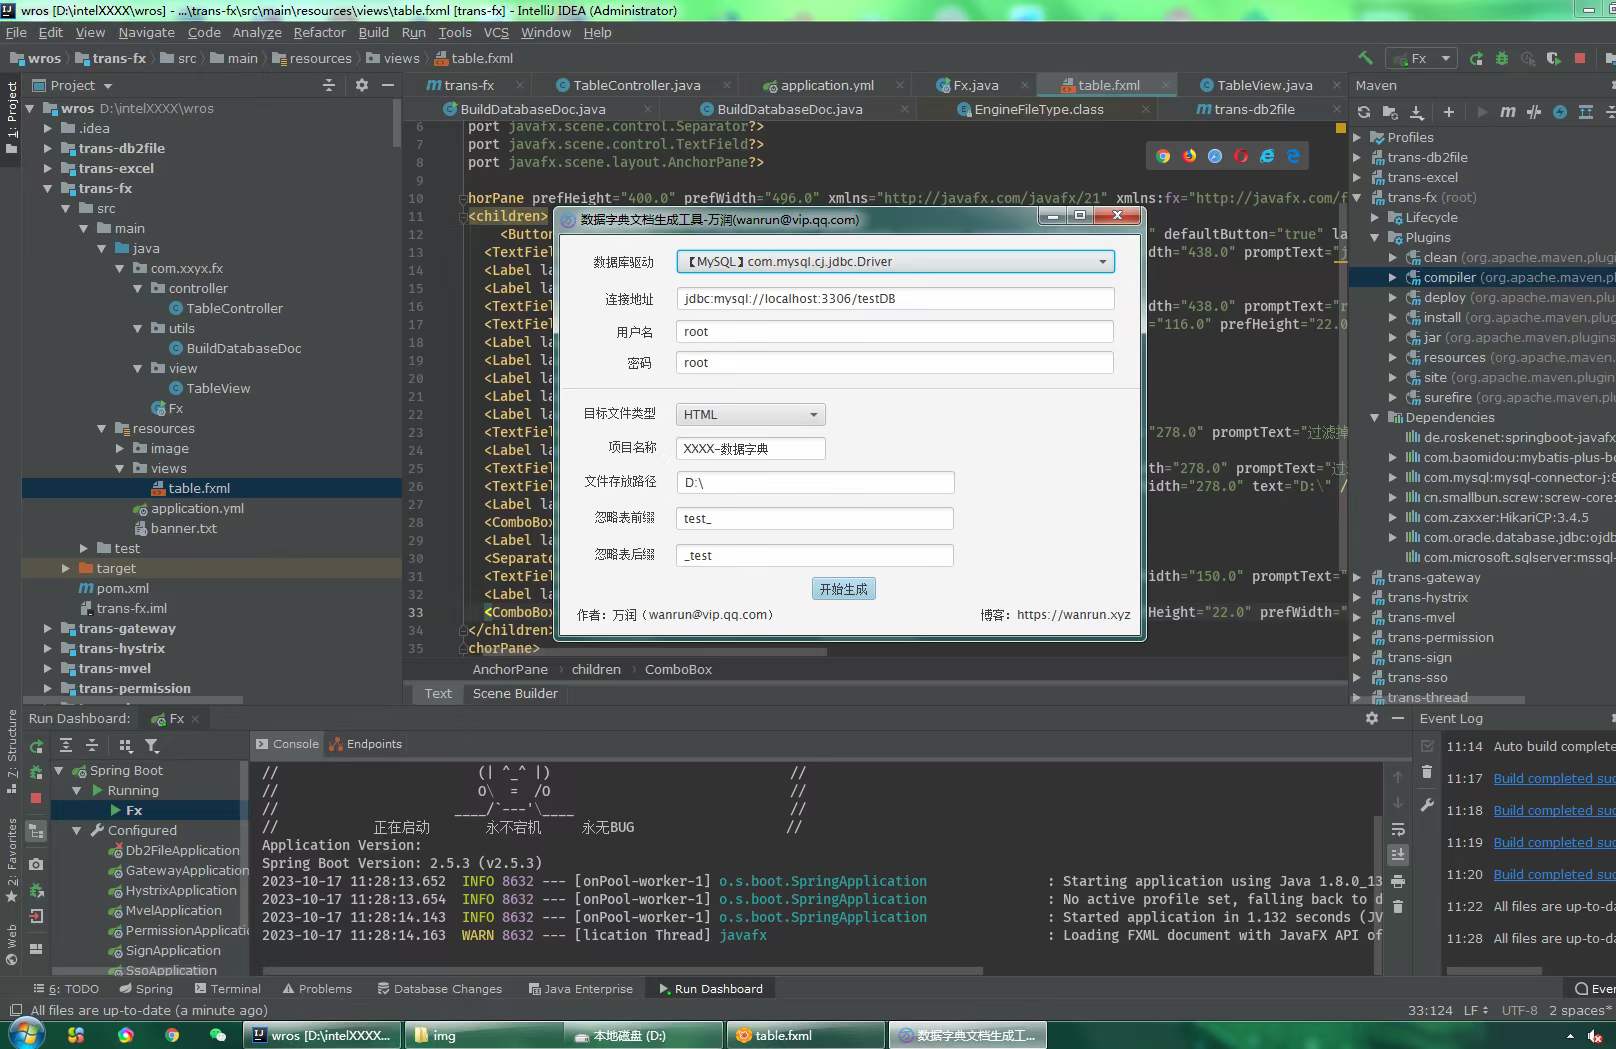 wros [D:\intelXXXX\wros] - ...\trans-fx\src\main\resources\views\table.fxml [trans-fx] - IntelliJ IDEA (Administrator)
File Edit View Navigate Code Analyze Refactor Build Run Tools VCS Window Help
wros trans-fx src main resources views table.fxml
Fx
Project
trans-fx TableController.java application.yml Fx.java table.fxml TableView.java
BuildDatabaseDoc.java BuildDatabaseDoc.java EngineFileType.class trans-db2file
Maven
1: Project
wros D:\intelXXXX\wros
.idea
trans-db2file
trans-excel
trans-fx
src
main
java
com.xxyx.fx
controller
TableController
utils
BuildDatabaseDoc
view
TableView
Fx
resources
image
views
table.fxml
application.yml
banner.txt
test
target
pom.xml
trans-fx.iml
trans-gateway
trans-hystrix
trans-mvel
trans-permission
6 port javafx.scene.control.Separator?>
7 port javafx.scene.control.TextField?>
8 port javafx.scene.layout.AnchorPane?>
9
10 horPane prefHeight="400.0" prefWidth="496.0" xmlns="http://javafx.com/javafx/21" xmlns:fx="http://javafx.com/f
11 <children>
12 <Button " defaultButton="true" la
13 <TextFiel dth="438.0" promptText="j
14 <Label la
15 <Label la
16 <TextFiel dth="438.0" promptText="r
17 <TextFiel ="116.0" prefHeight="22.0
18 <Label la
19 <Label la
20 <Label la
21 <Label la
22 <Label la
23 <TextFiel "278.0" promptText="过滤掉
24 <Label la
25 <TextFiel th="278.0" promptText="过
26 <TextFiel idth="278.0" text="D:\" /
27 <Label la
28 <ComboBox
29 <Label la
30 <Separato
31 <TextFiel idth="150.0" promptText="
32 <Label la
33 <ComboBox Height="22.0" prefWidth="
34 </children>
35 chorPane>
AnchorPane children ComboBox
Text Scene Builder
数据字典文档生成工具-万润(wanrun@vip.qq.com)
数据库驱动 【MySQL】com.mysql.cj.jdbc.Driver
连接地址 jdbc:mysql://localhost:3306/testDB
用户名 root
密码 root
目标文件类型 HTML
项目名称 XXXX-数据字典
文件存放路径 D:\
忽略表前缀 test_
忽略表后缀 _test
开始生成
作者：万润（wanrun@vip.qq.com） 博客：https://wanrun.xyz
Profiles
trans-db2file
trans-excel
trans-fx (root)
Lifecycle
Plugins
clean (org.apache.maven.plugi
compiler (org.apache.maven.pl
deploy (org.apache.maven.plug
install (org.apache.maven.plug
jar (org.apache.maven.plugins
resources (org.apache.maven.p
site (org.apache.maven.plugin
surefire (org.apache.maven.plu
Dependencies
de.roskenet:springboot-javafx
com.baomidou:mybatis-plus-bo
com.mysql:mysql-connector-j:8
cn.smallbun.screw:screw-core:
com.zaxxer:HikariCP:3.4.5
com.oracle.database.jdbc:ojdb
com.microsoft.sqlserver:mssql-
trans-gateway
trans-hystrix
trans-mvel
trans-permission
trans-sign
trans-sso
trans-thread
Run Dashboard: Fx
Event Log
Console Endpoints
Spring Boot
Running
Fx
Configured
Db2FileApplication
GatewayApplication
HystrixApplication
MvelApplication
PermissionApplicatio
SignApplication
SsoApplication
7: Structure
2: Favorites
Web
// (| ^_^ |) //
// O\ = /O //
// ____/`---'\____ //
// 正在启动 永不宕机 永无BUG //
Application Version:
Spring Boot Version: 2.5.3 (v2.5.3)
2023-10-17 11:28:13.652 INFO 8632 --- [onPool-worker-1] o.s.boot.SpringApplication : Starting application using Java 1.8.0_13
2023-10-17 11:28:13.654 INFO 8632 --- [onPool-worker-1] o.s.boot.SpringApplication : No active profile set, falling back to d
2023-10-17 11:28:14.143 INFO 8632 --- [onPool-worker-1] o.s.boot.SpringApplication : Started application in 1.132 seconds (JV
2023-10-17 11:28:14.163 WARN 8632 --- [lication Thread] javafx : Loading FXML document with JavaFX API of
11:14 Auto build complete
11:17 Build completed suc
11:18 Build completed suc
11:19 Build completed suc
11:20 Build completed suc
11:22 All files are up-to-da
11:28 All files are up-to-da
6: TODO Spring Terminal Problems Database Changes Java Enterprise Run Dashboard Even
All files are up-to-date (a minute ago)
33:124 LF UTF-8 2 spaces*
wros [D:\intelXXXX... img 本地磁盘 (D:) table.fxml 数据字典文档生成工...